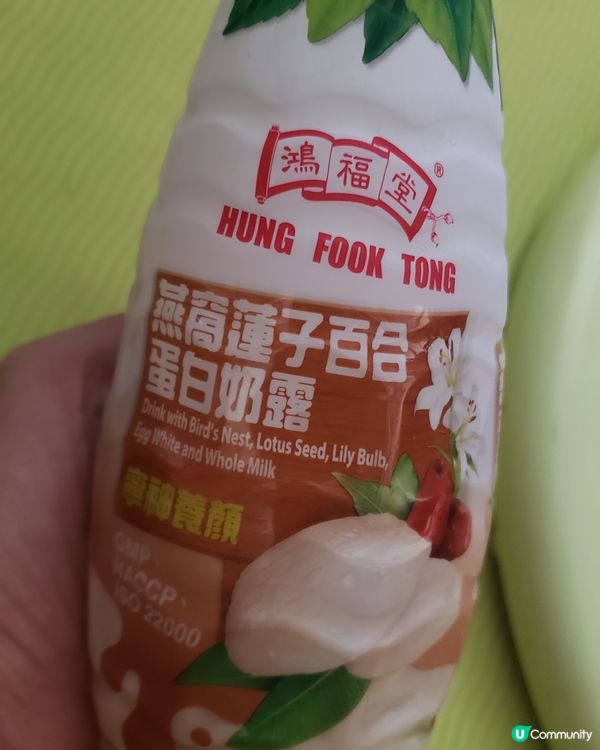 鴻福堂®
HUNG FOOK TONG
燕窩蓮子百合
蛋白奶露
Drink with Bird's Nest, Lotus Seed, Lily Bulb,
Egg White and Whole Milk
寧神養顏
GMP、
HACCP、
ISO 22000
U Community